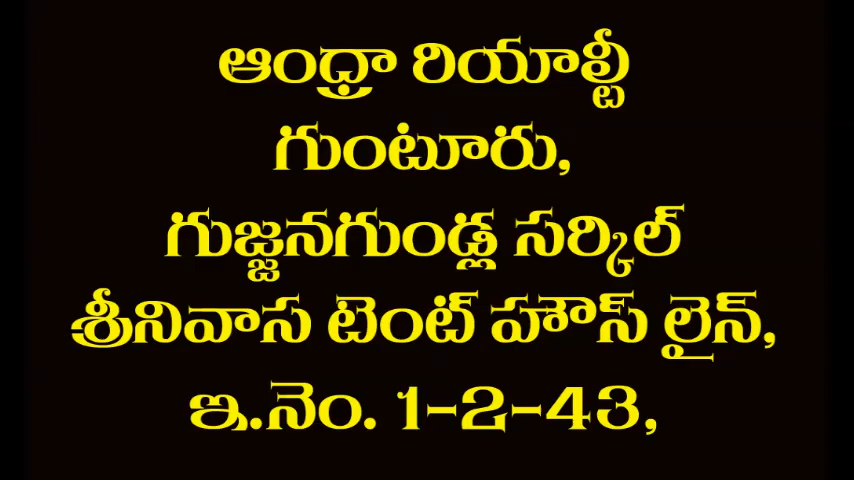 ఆంధ్రా రియాల్టీ
గుంటూరు,
గుజ్జనగుండ్ల సర్కిల్
శ్రీనివాస టెంట్ హౌస్ లైన్,
ఇ.నెం. 1-2-43,